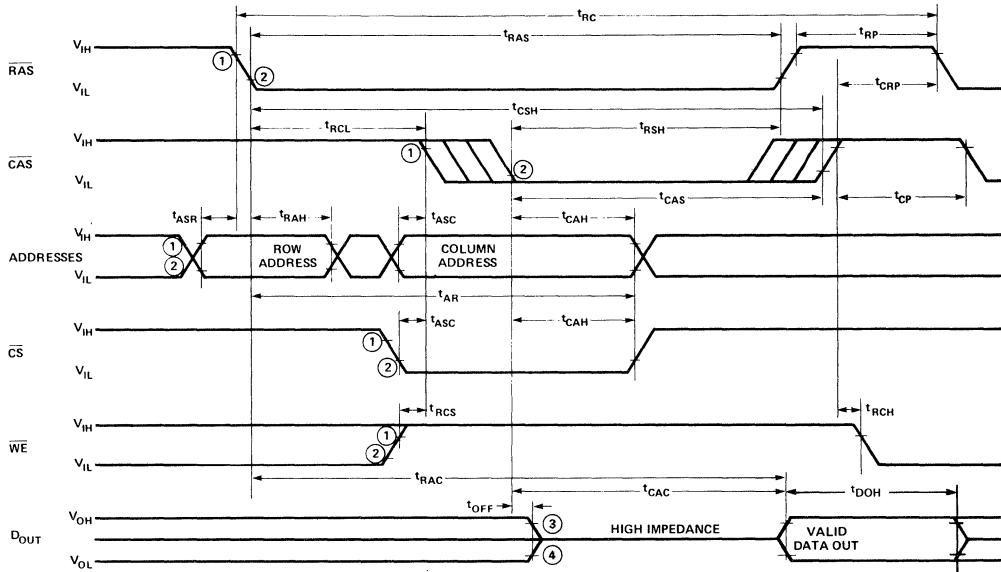 tRC
tRAS
tRP
VIH
RAS
VIL
①
②
tCRP
tCSH
tRCL
tRSH
VIH
CAS
VIL
①
②
tCAS
tCP
tASR
tRAH
tASC
tCAH
VIH
ADDRESSES
VIL
①
②
ROW
ADDRESS
COLUMN
ADDRESS
tAR
tASC
tCAH
VIH
CS
VIL
①
②
tRCS
tRCH
VIH
WE
VIL
①
②
tRAC
tCAC
tDOH
tOFF
VOH
DOUT
VOL
③
④
HIGH IMPEDANCE
VALID
DATA OUT